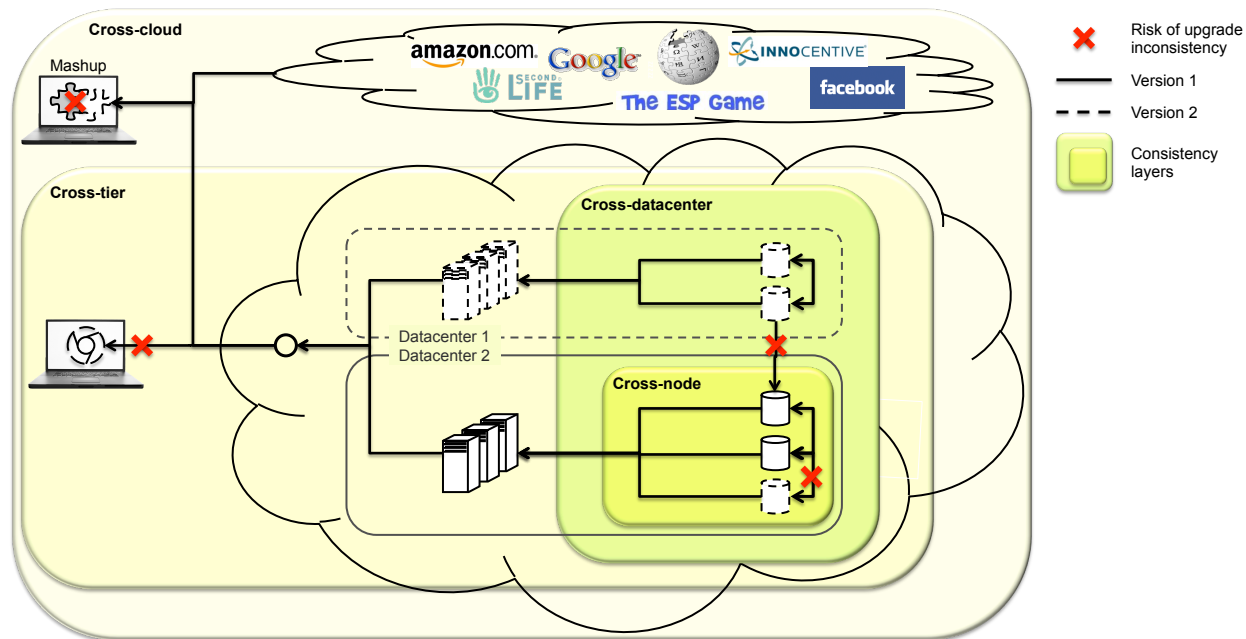 Cross-cloud
Mashup
amazon.com.
Google™
INNOCENTIVE®
SECOND
LIFE
The ESP Game
facebook
Cross-tier
Cross-datacenter
Datacenter 1
Datacenter 2
Cross-node
Risk of upgrade
inconsistency
Version 1
Version 2
Consistency
layers